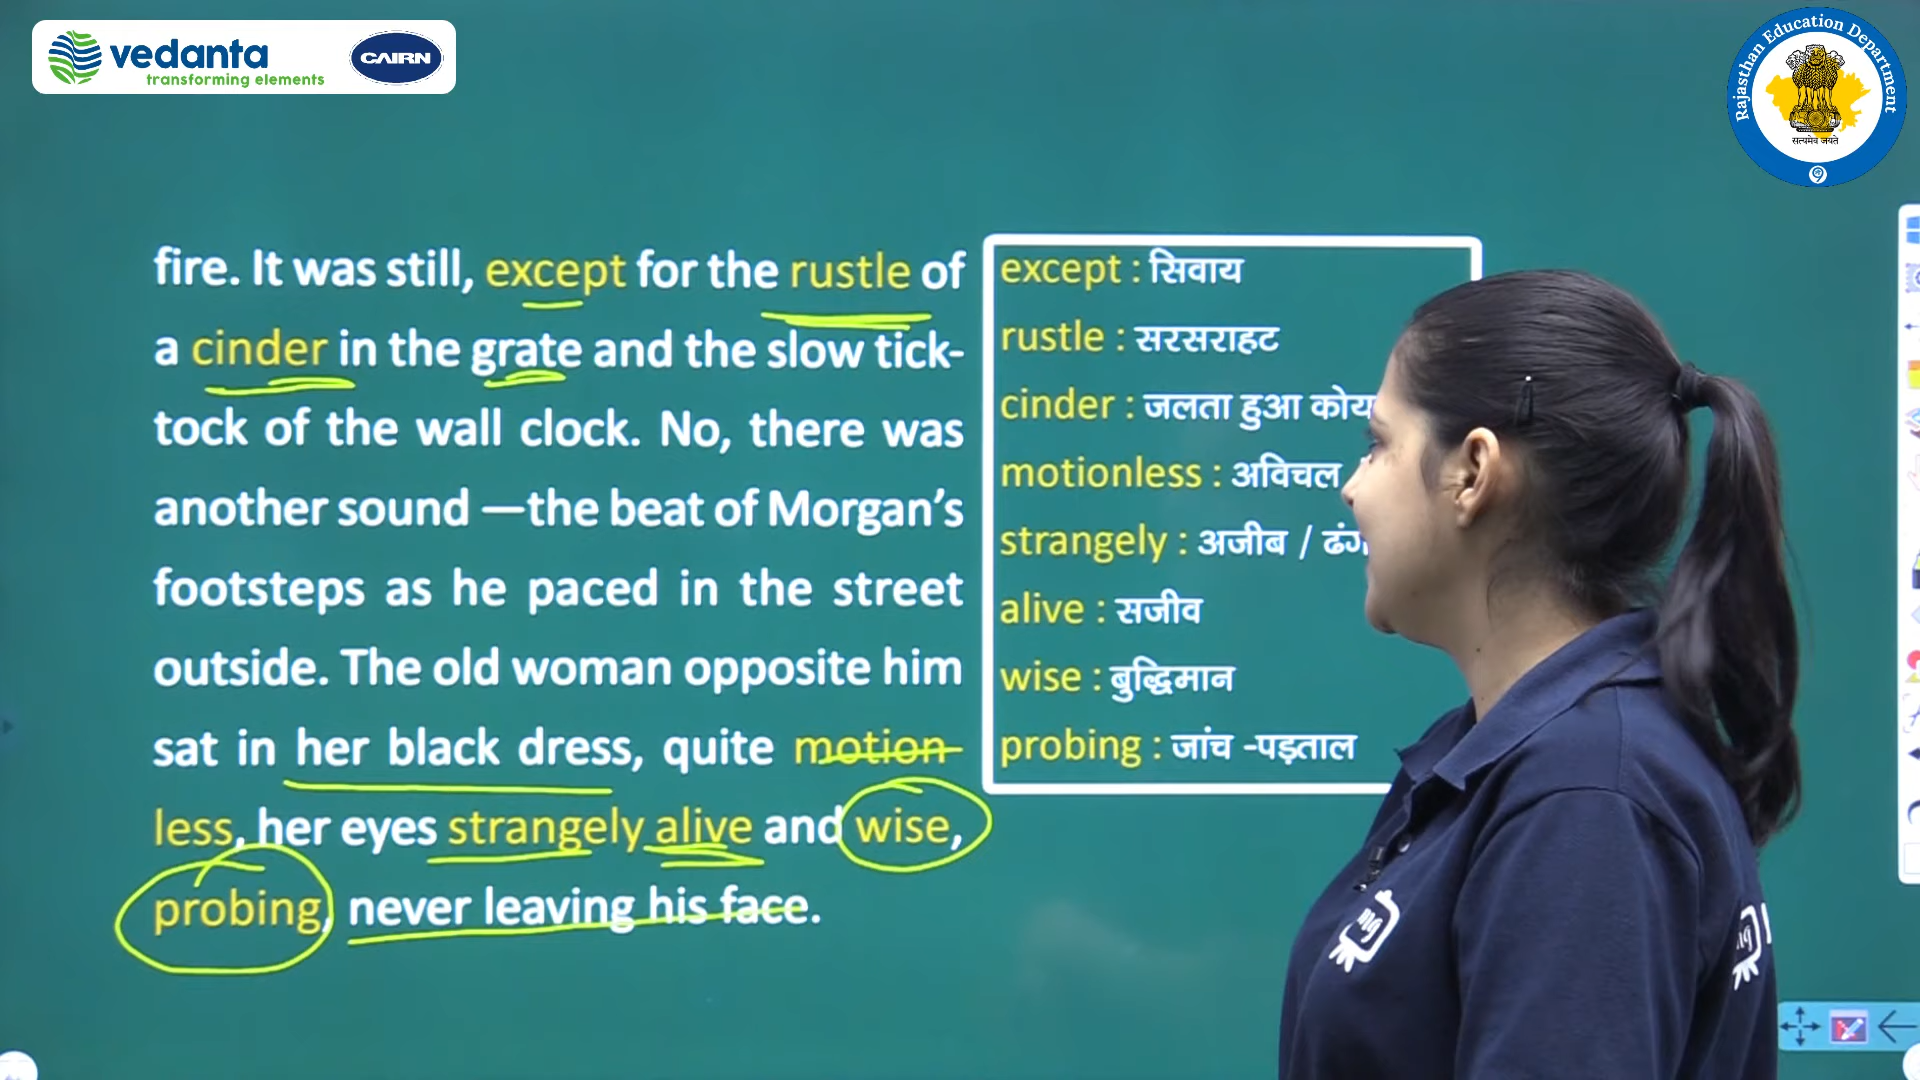 vedanta
transforming elements
CAIRN
Rajasthan Education Department
सत्यमेव जयते
fire. It was still, except for the rustle of
a cinder in the grate and the slow tick-
tock of the wall clock. No, there was
another sound —the beat of Morgan's
footsteps as he paced in the street
outside. The old woman opposite him
sat in her black dress, quite motion-
less, her eyes strangely alive and wise,
probing, never leaving his face.
except : सिवाय
rustle : सरसराहट
cinder : जलता हुआ
motionless : अविचल
strangely : अजीब /
alive : सजीव
wise : बुद्धिमान
probing : जांच -पड़ताल